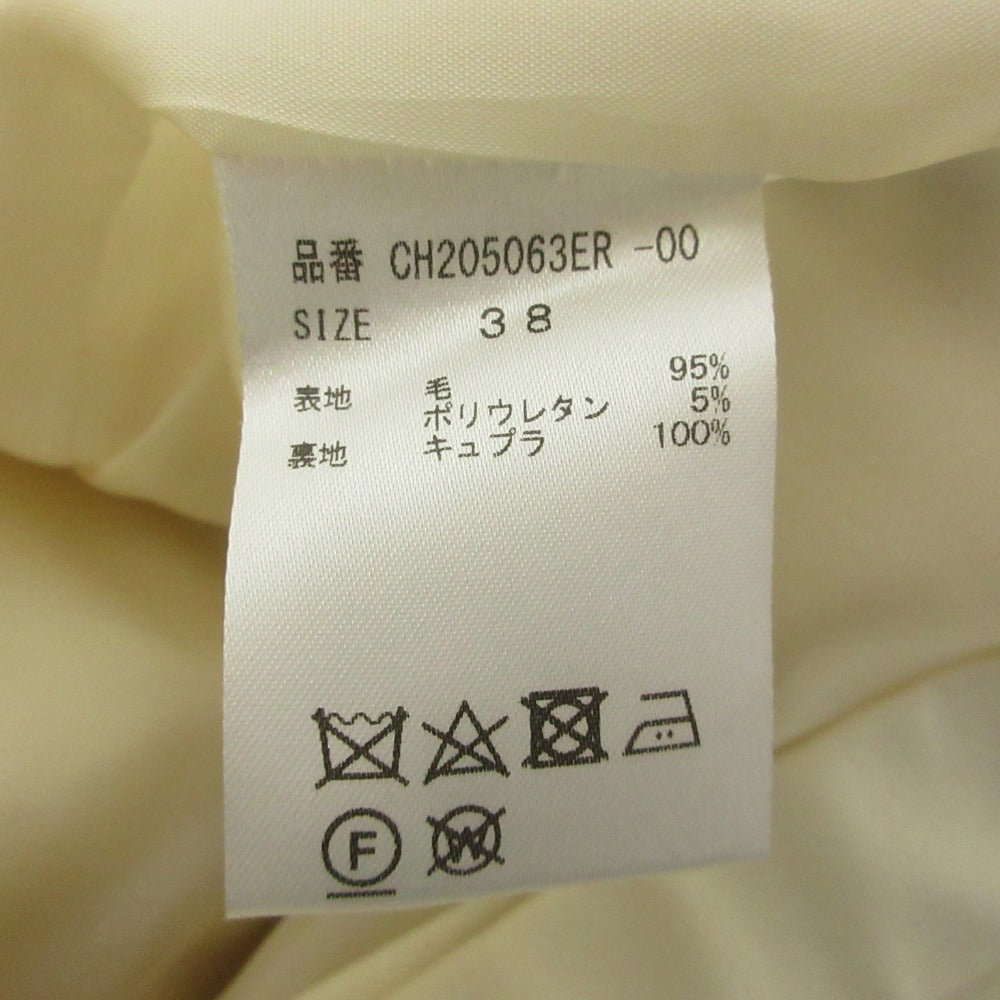 品番 CH205063ER -00
SIZE 38
表地 毛 95%
ポリウレタン 5%
裏地 キュプラ 100%
F W